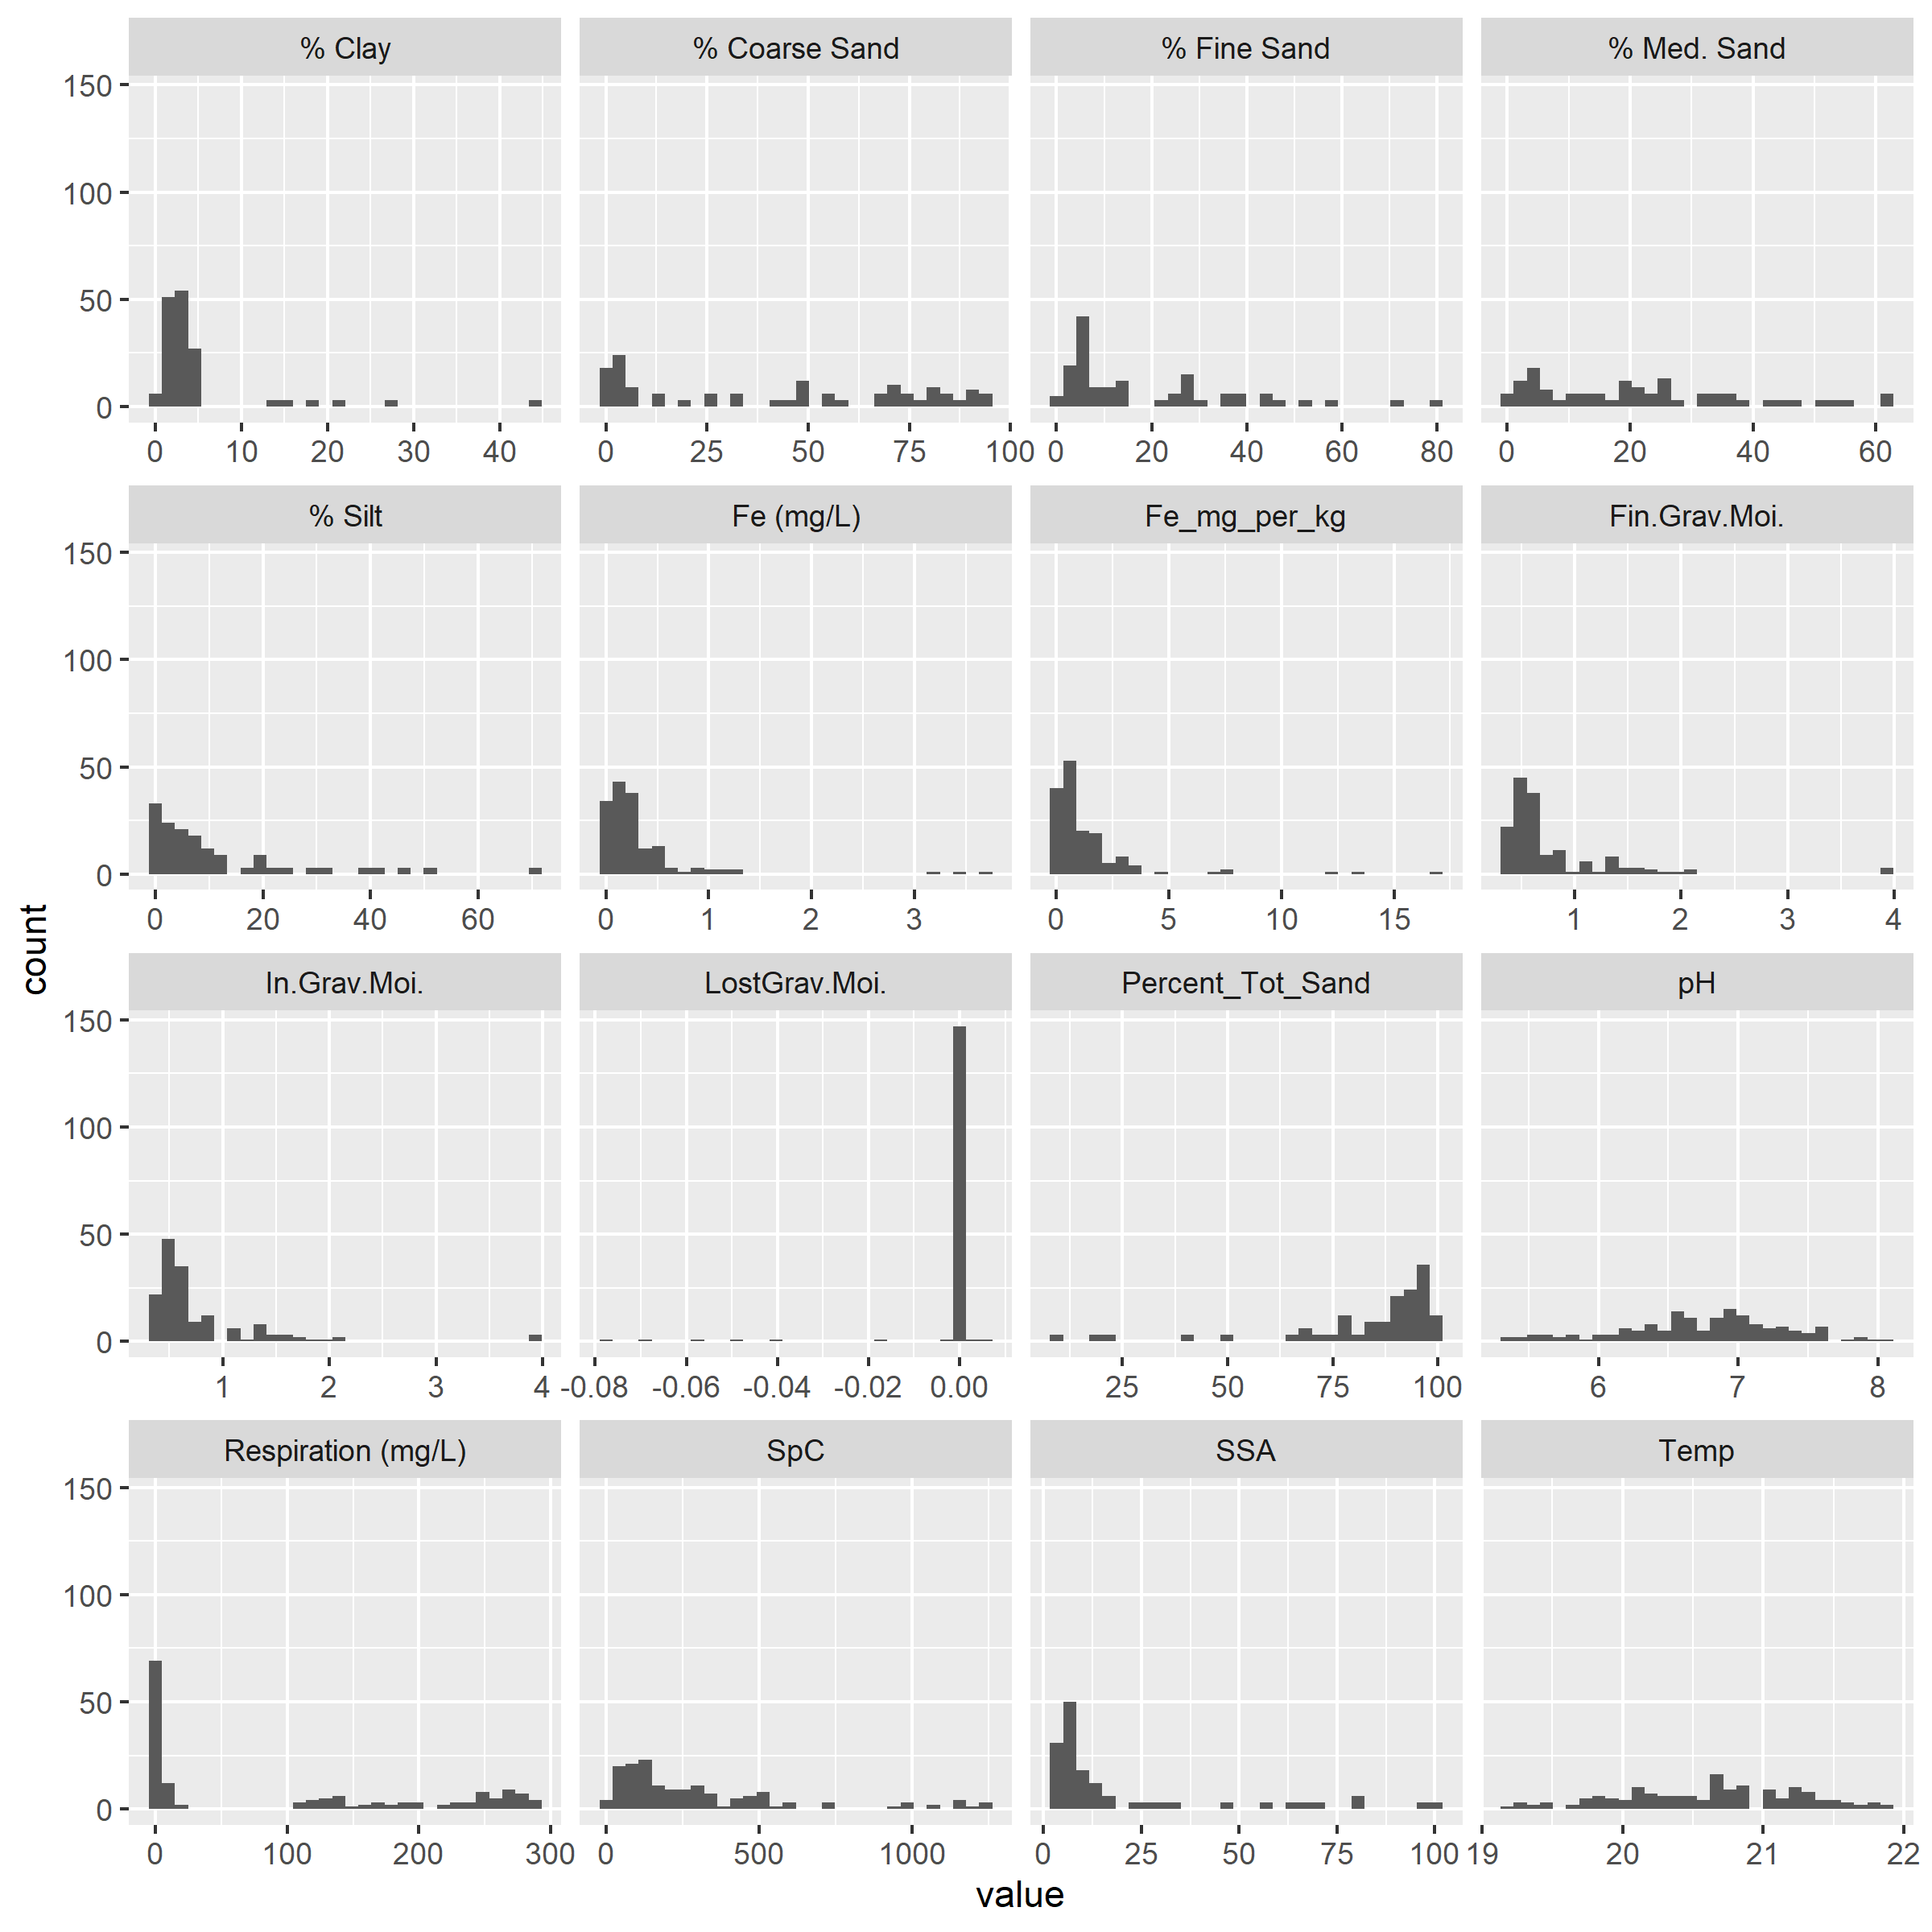 % Clay % Coarse Sand % Fine Sand % Med. Sand
150
100
50
0
0 10 20 30 40 0 25 50 75 100 0 20 40 60 80 0 20 40 60
% Silt Fe (mg/L) Fe_mg_per_kg Fin.Grav.Moi.
150
100
50
0
0 20 40 60 0 1 2 3 0 5 10 15 1 2 3 4
count
In.Grav.Moi. LostGrav.Moi. Percent_Tot_Sand pH
150
100
50
0
1 2 3 4 -0.08 -0.06 -0.04 -0.02 0.00 25 50 75 100 6 7 8
Respiration (mg/L) SpC SSA Temp
150
100
50
0
0 100 200 300 0 500 1000 0 25 50 75 100 19 20 21 22
value